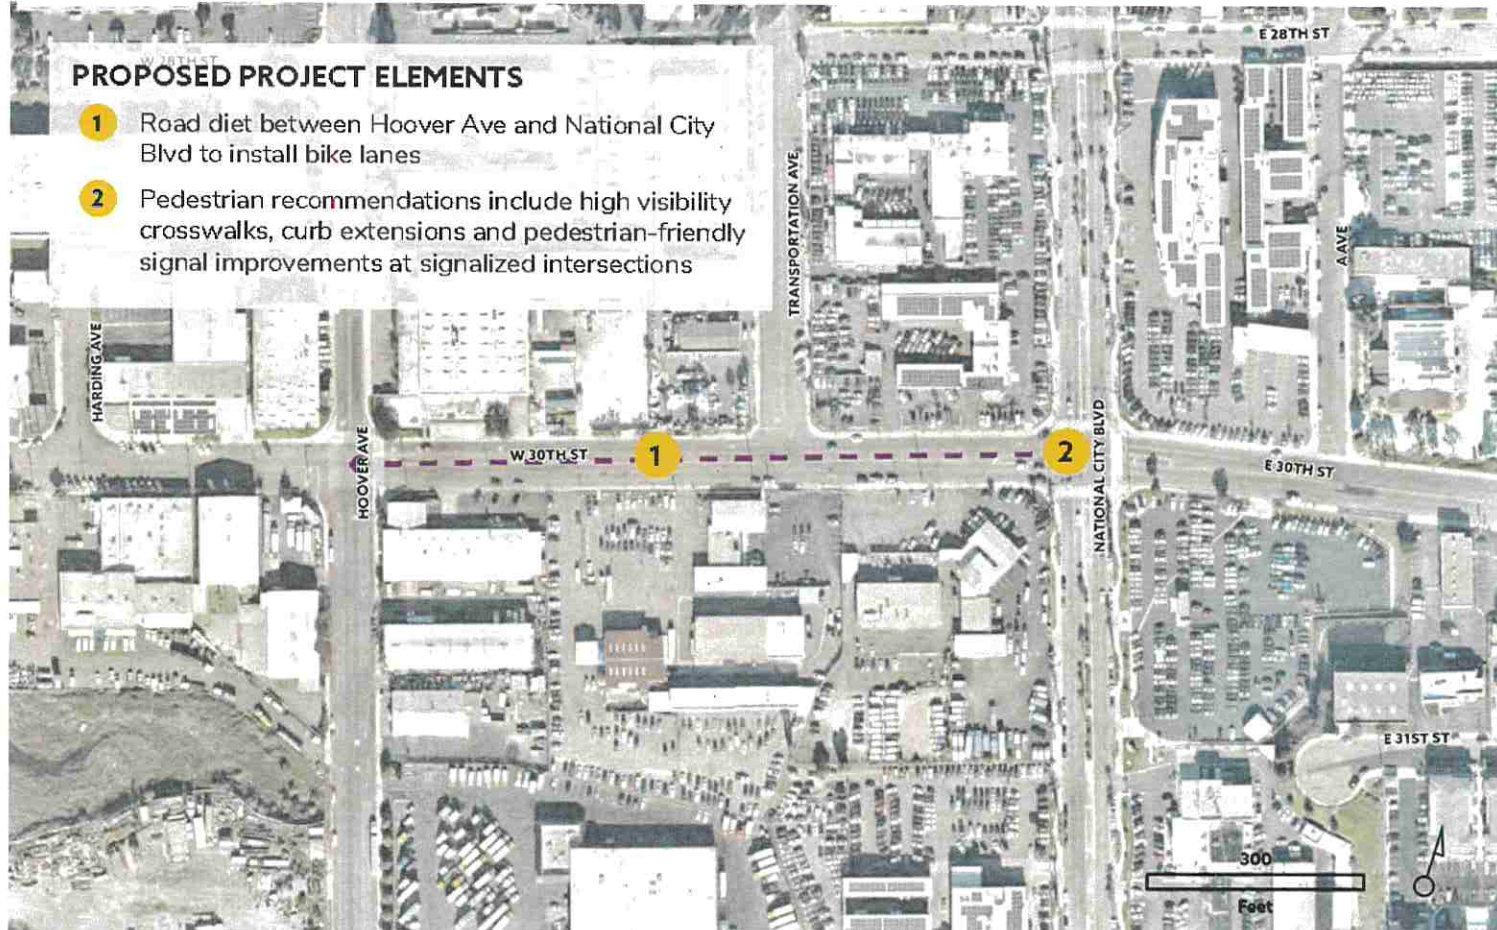 E 28TH ST
W 28TH ST
PROPOSED PROJECT ELEMENTS
1 Road diet between Hoover Ave and National City
Blvd to install bike lanes
2 Pedestrian recommendations include high visibility
crosswalks, curb extensions and pedestrian-friendly
signal improvements at signalized intersections
TRANSPORTATION AVE
A AVE
HARDING AVE
HOOVER AVE
W 30TH ST
1
2
NATIONAL CITY BLVD
E 30TH ST
E 31ST ST
300
Feet